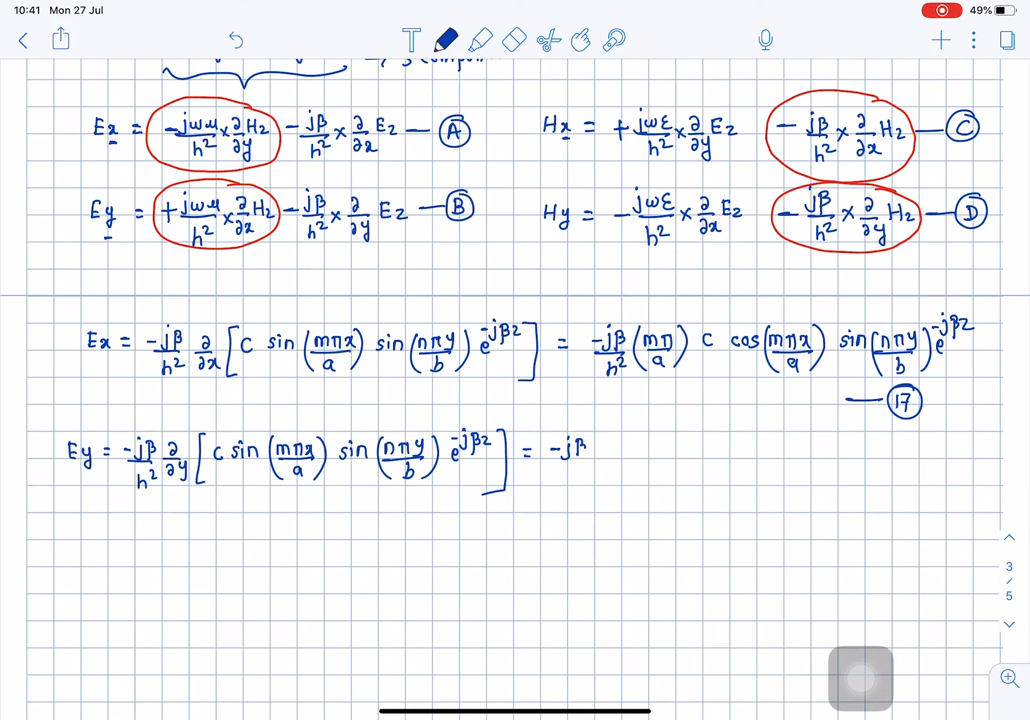 10:41 Mon 27 Jul 49%
Ex = -jωμ/h² × ∂/∂y Hz - jβ/h² × ∂/∂x Ez — (A)
Hx = + jωε/h² × ∂/∂y Ez - jβ/h² × ∂/∂x Hz — (C)
Ey = + jωμ/h² × ∂/∂x Hz - jβ/h² × ∂/∂y Ez — (B)
Hy = - jωε/h² × ∂/∂x Ez - jβ/h² × ∂/∂y Hz — (D)
Ex = -jβ/h² ∂/∂x [C sin(mπx/a) sin(nπy/b) e^-jβz] = -jβ/h² (mπ/a) C cos(mπx/a) sin(nπy/b) e^-jβz
— (17)
Ey = -jβ/h² ∂/∂y [C sin(mπx/a) sin(nπy/b) e^-jβz] = -jβ
3
/
5